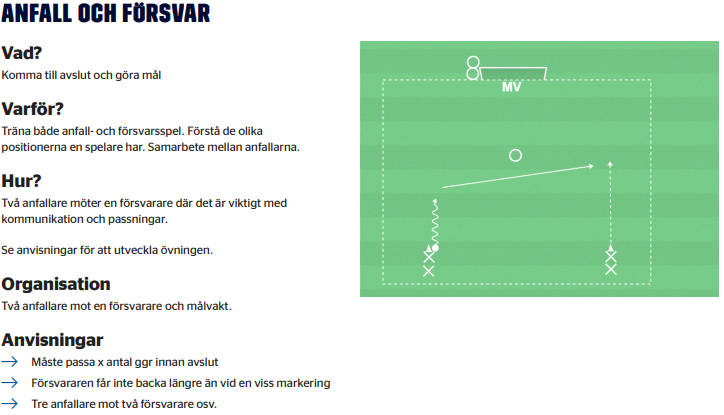 ANFALL OCH FÖRSVAR
Vad?
Komma till avslut och göra mål
Varför?
Träna både anfall- och försvarsspel. Förstå de olika
positionerna en spelare har. Samarbete mellan anfallarna.
Hur?
Två anfallare möter en försvarare där det är viktigt med
kommunikation och passningar.
Se anvisningar för att utveckla övningen.
Organisation
Två anfallare mot en försvarare och målvakt.
Anvisningar
Måste passa x antal ggr innan avslut
Försvararen får inte backa längre än vid en viss markering
Tre anfallare mot två försvarare osv.
MV